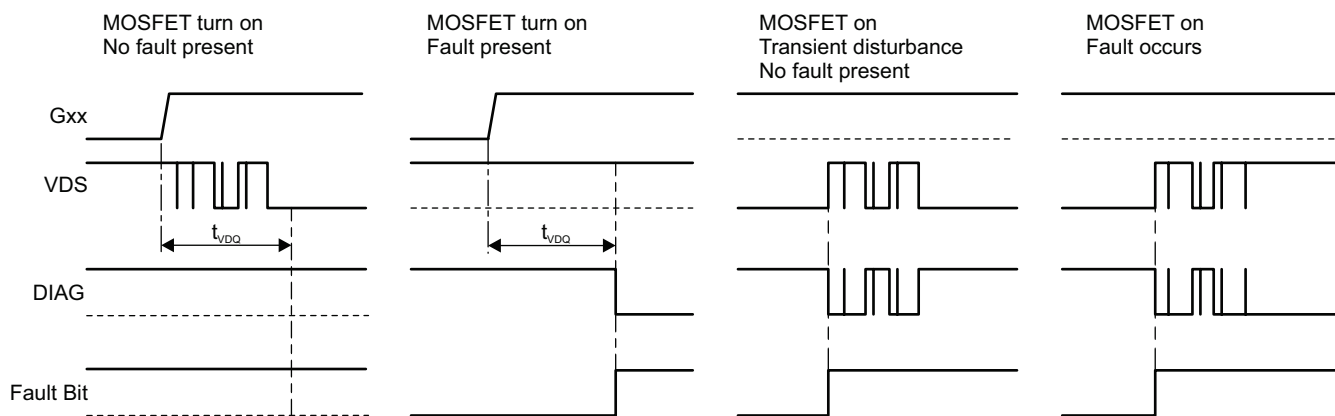 MOSFET turn on
No fault present
MOSFET turn on
Fault present
MOSFET on
Transient disturbance
No fault present
MOSFET on
Fault occurs
Gxx
VDS
tVDQ
tVDQ
DIAG
Fault Bit